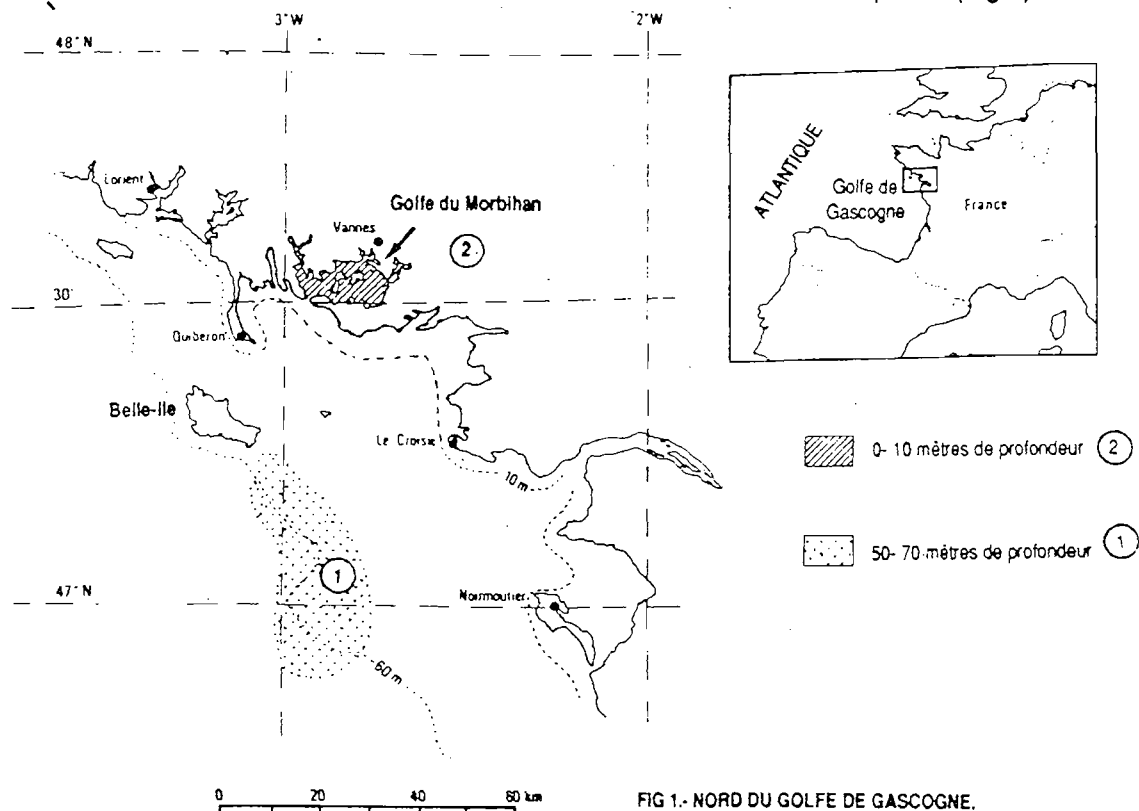 3°W
2°W
48°N
Lorient
Golfe du Morbihan
Vannes
2
30'
Quiberon
Belle-Ile
Le Croisic
10 m
1
47°N
Noirmoutier
60 m
ATLANTIQUE
Golfe de
Gascogne
France
0-10 mètres de profondeur 2
50-70 mètres de profondeur 1
0 20 40 60 km
FIG 1.- NORD DU GOLFE DE GASCOGNE.